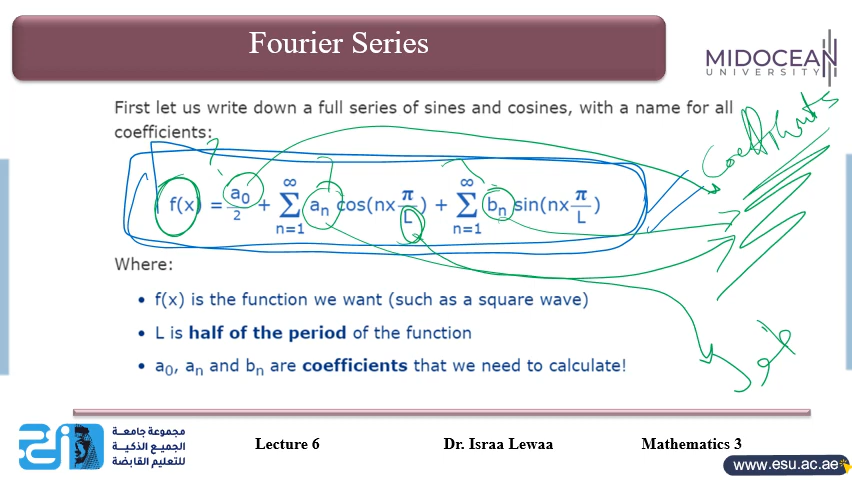 Fourier Series
MIDOCEAN
UNIVERSITY
First let us write down a full series of sines and cosines, with a name for all
coefficients:
f(x) = a₀/2 + ∞∑n=1 aₙ cos(nx π/L) + ∞∑n=1 bₙ sin(nx π/L)
Coefficients
Where:
• f(x) is the function we want (such as a square wave)
• L is half of the period of the function
• a₀, aₙ and bₙ are coefficients that we need to calculate!
مجموعة جامعة
الجميع الذكية
للتعليم القابضة
Lecture 6 Dr. Israa Lewaa Mathematics 3
www.esu.ac.ae